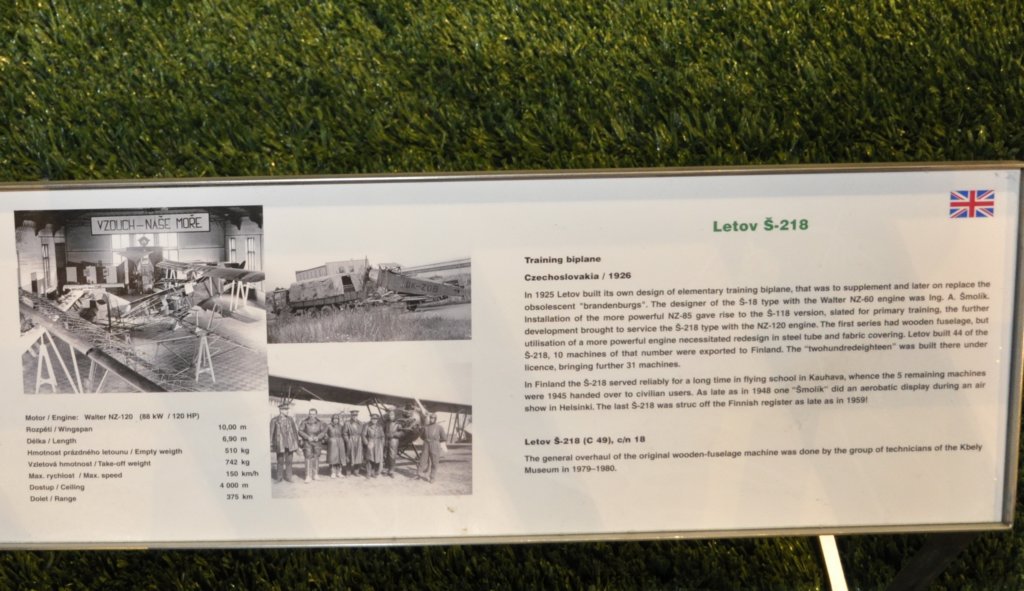 VZDUCH – NAŠE MOŘE
OK-ZOB
Motor / Engine: Walter NZ-120 (88 kW / 120 HP)
Rozpětí / Wingspan 10,00 m
Délka / Length 6,90 m
Hmotnost prázdného letounu / Empty weigth 510 kg
Vzletová hmotnost / Take-off weight 742 kg
Max. rychlost / Max. speed 150 km/h
Dostup / Ceiling 4 000 m
Dolet / Range 375 km
Letov Š-218
Training biplane
Czechoslovakia / 1926
In 1925 Letov built its own design of elementary training biplane, that was to supplement and later on replace the
obsolescent "brandenburgs". The designer of the Š-18 type with the Walter NZ-60 engine was Ing. A. Šmolík.
Installation of the more powerful NZ-85 gave rise to the Š-118 version, slated for primary training, the further
development brought to service the Š-218 type with the NZ-120 engine. The first series had wooden fuselage, but
utilisation of a more powerful engine necessitated redesign in steel tube and fabric covering. Letov built 44 of the
Š-218, 10 machines of that number were exported to Finland. The "twohundredeighteen" was built there under
licence, bringing further 31 machines.
In Finland the Š-218 served reliably for a long time in flying school in Kauhava, whence the 5 remaining machines
were 1945 handed over to civilian users. As late as in 1948 one "Šmolik" did an aerobatic display during an air
show in Helsinki. The last Š-218 was struc off the Finnish register as late as in 1959!
Letov Š-218 (C 49), c/n 18
The general overhaul of the original wooden-fuselage machine was done by the group of technicians of the Kbely
Museum in 1979–1980.